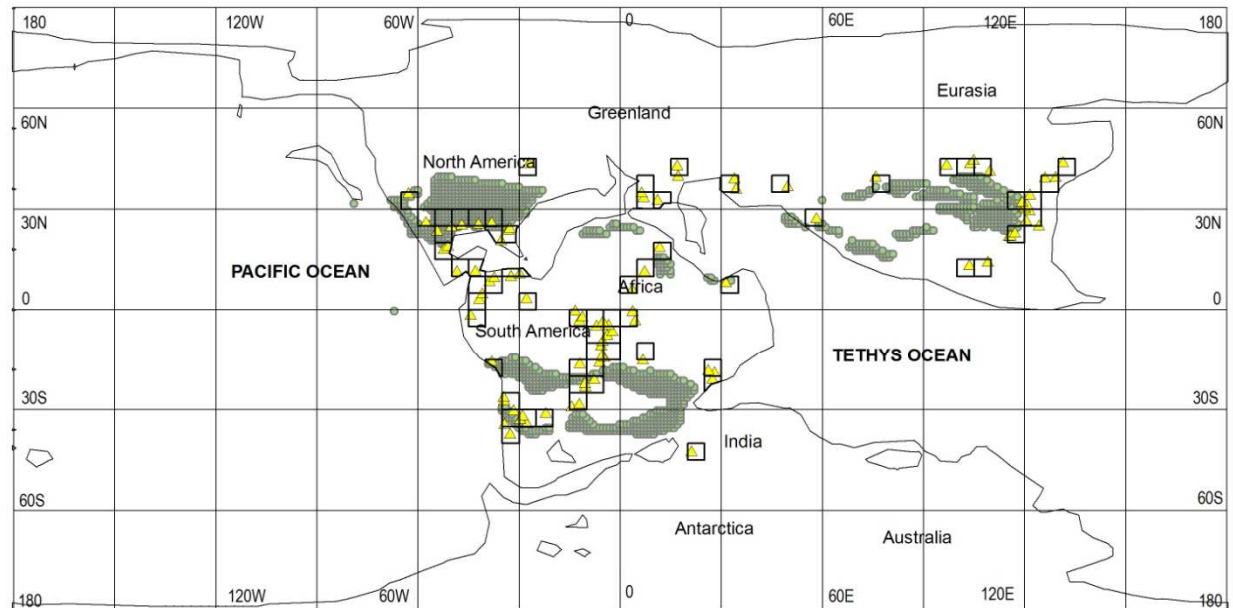 180 120W 60W 0 60E 120E 180
Eurasia
Greenland
60N 60N
North America
30N 30N
PACIFIC OCEAN
Africa
0 0
South America
TETHYS OCEAN
30S 30S
India
60S 60S
Antarctica
Australia
180 120W 60W 0 60E 120E 180